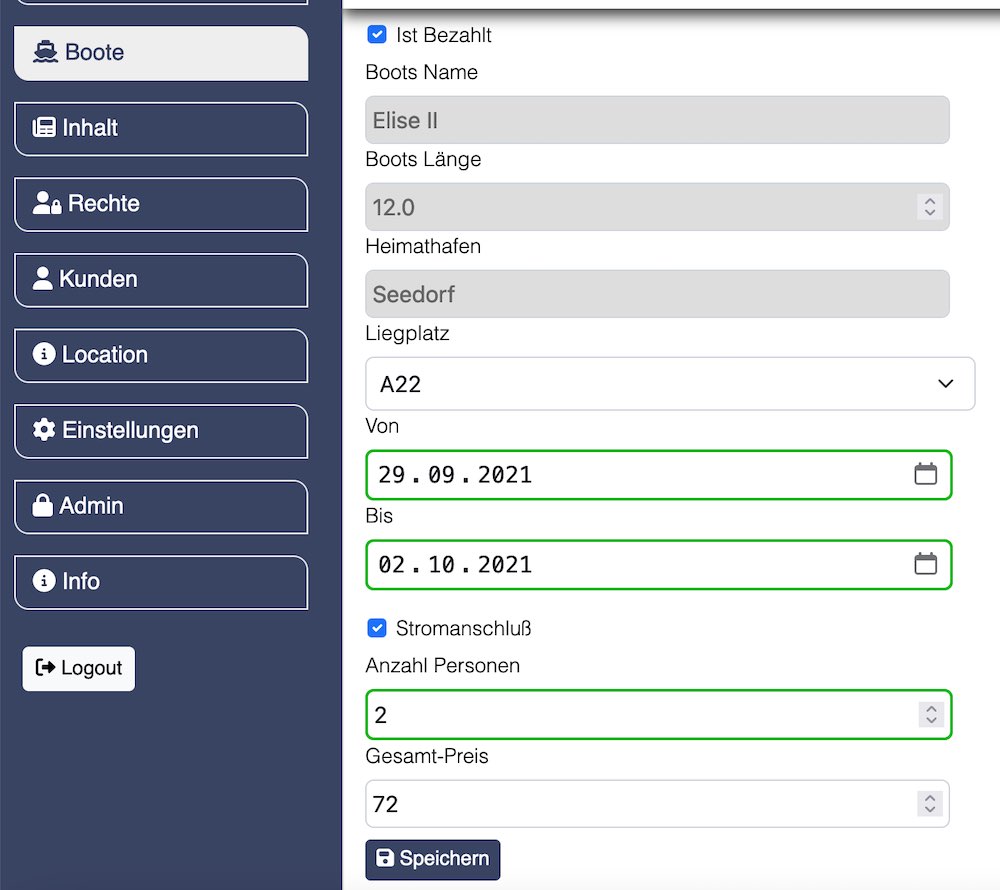 Boote
Inhalt
Rechte
Kunden
Location
Einstellungen
Admin
Info
Logout
Ist Bezahlt
Boots Name
Elise II
Boots Länge
12.0
Heimathafen
Seedorf
Liegplatz
A22
Von
29.09.2021
Bis
02.10.2021
Stromanschluß
Anzahl Personen
2
Gesamt-Preis
72
Speichern